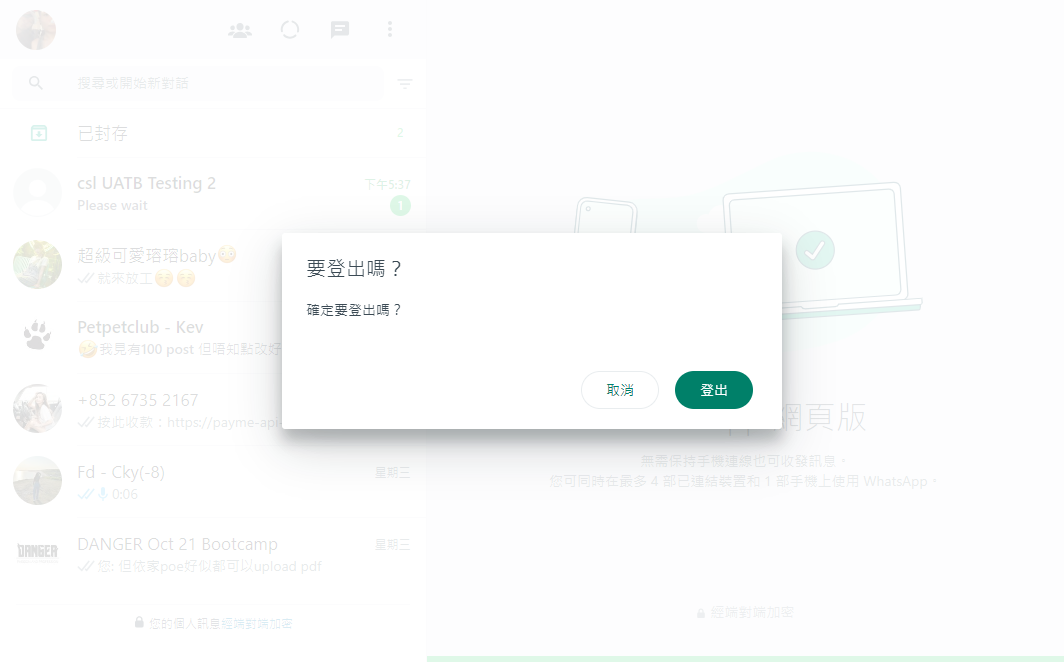 搜尋或開始新對話
已封存
2
csl UATB Testing 2
下午5:37
Please wait
1
超級可愛瑢瑢baby😳
就來放工😚😚
Petpetclub - Kev
🤣我見有100 post 但唔知點改好
+852 6735 2167
按此收款：https://payme-api-
Fd - Cky(-8)
星期三
0:06
DANGER
DANGER Oct 21 Bootcamp
星期三
您: 但依家poe好似都可以upload pdf
您的個人訊息經端對端加密
要登出嗎？
確定要登出嗎？
取消
登出
網頁版
無需保持手機連線也可收發訊息。
您可同時在最多 4 部已連結裝置和 1 部手機上使用 WhatsApp。
經端對端加密